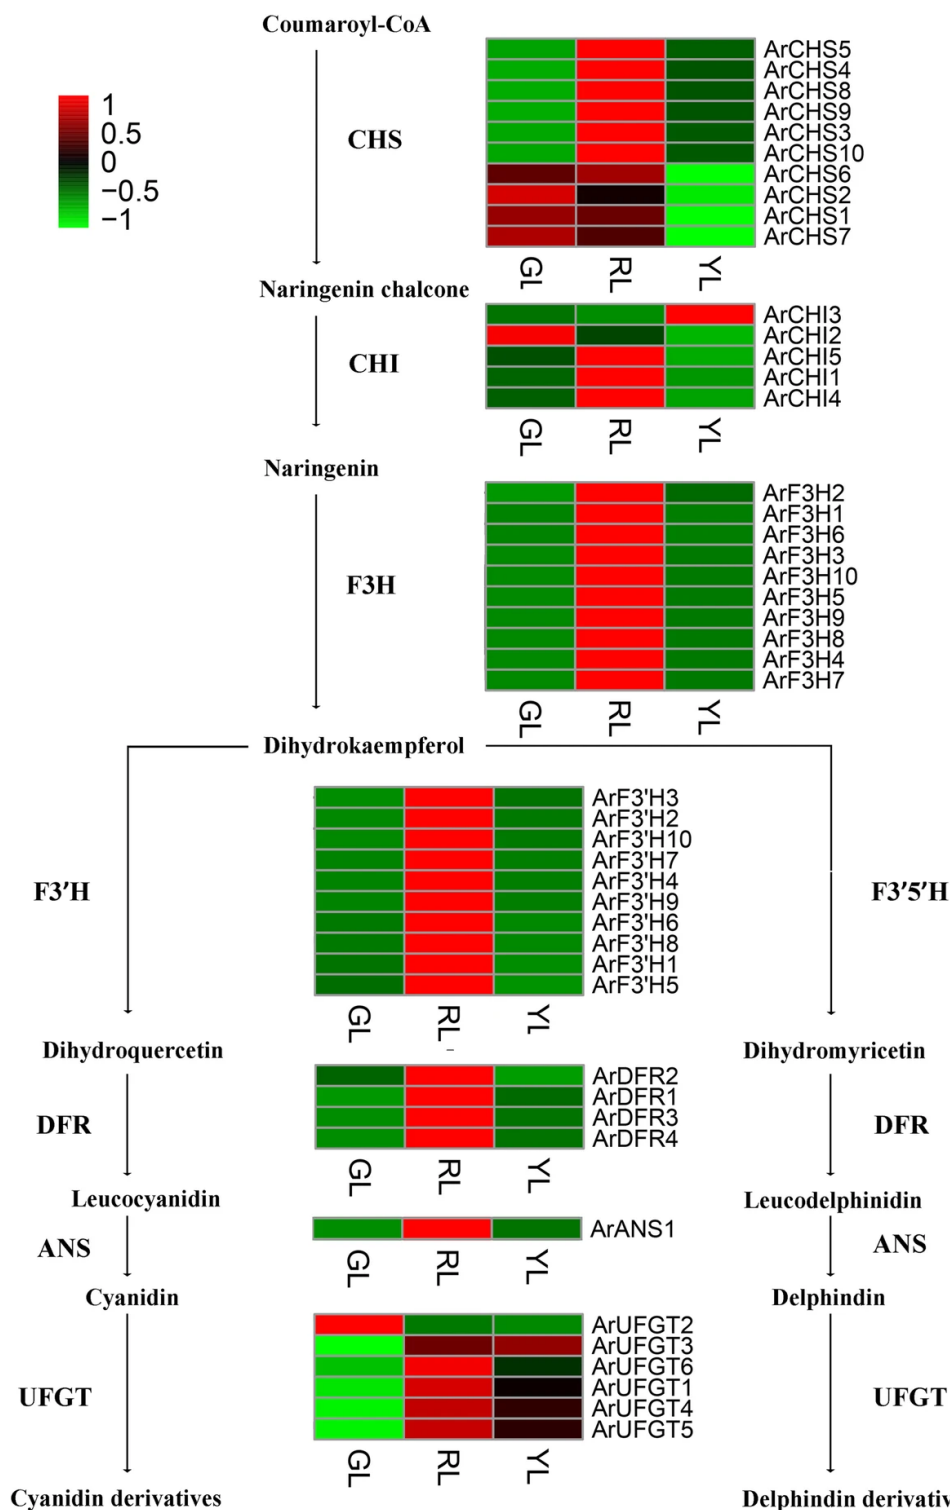 Coumaroyl-CoA
1
0.5
0
−0.5
−1
CHS
ArCHS5
ArCHS4
ArCHS8
ArCHS9
ArCHS3
ArCHS10
ArCHS6
ArCHS2
ArCHS1
ArCHS7
GL RL YL
Naringenin chalcone
CHI
ArCHI3
ArCHI2
ArCHI5
ArCHI1
ArCHI4
GL RL YL
Naringenin
F3H
ArF3H2
ArF3H1
ArF3H6
ArF3H3
ArF3H10
ArF3H5
ArF3H9
ArF3H8
ArF3H4
ArF3H7
GL RL YL
Dihydrokaempferol
F3′H
ArF3'H3
ArF3'H2
ArF3'H10
ArF3'H7
ArF3'H4
ArF3'H9
ArF3'H6
ArF3'H8
ArF3'H1
ArF3'H5
GL RL YL
F3′5′H
Dihydroquercetin
Dihydromyricetin
DFR
ArDFR2
ArDFR1
ArDFR3
ArDFR4
GL RL YL
DFR
Leucocyanidin
Leucodelphinidin
ANS
ArANS1
GL RL YL
ANS
Cyanidin
Delphindin
UFGT
ArUFGT2
ArUFGT3
ArUFGT6
ArUFGT1
ArUFGT4
ArUFGT5
GL RL YL
UFGT
Cyanidin derivatives
Delphindin derivativ